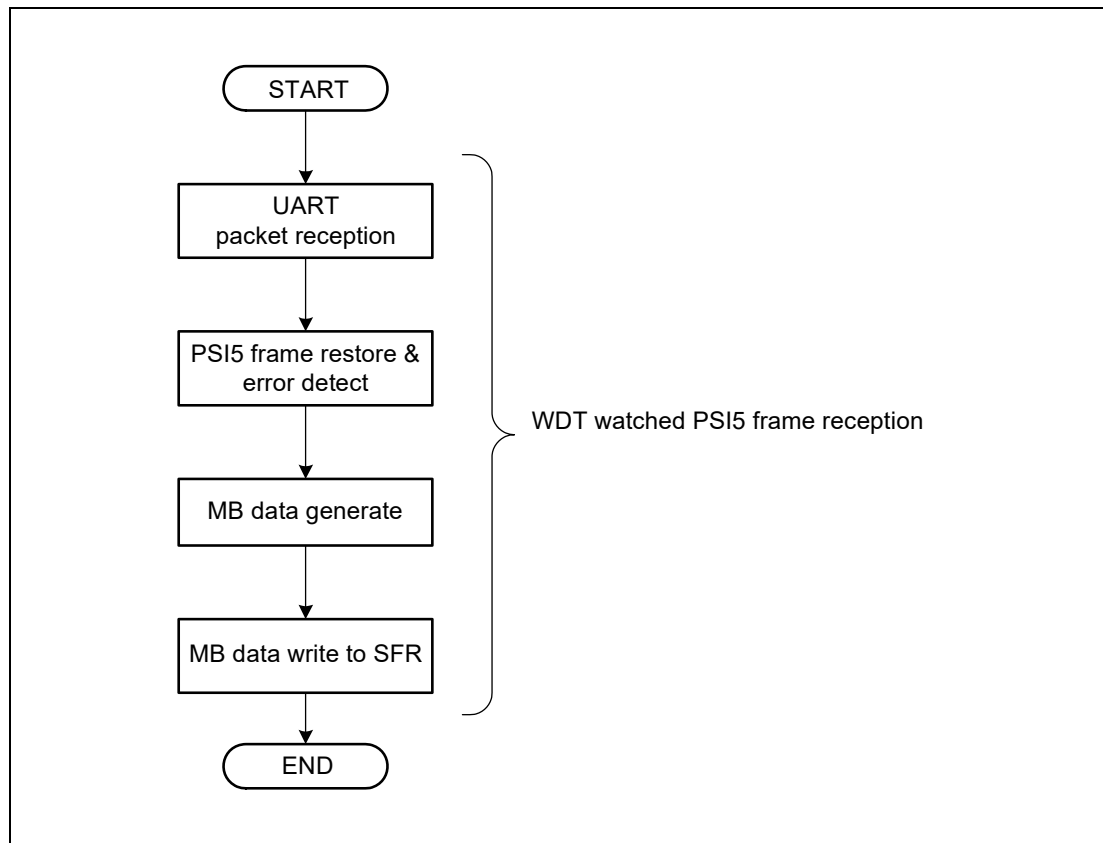 START
UART
packet reception
PSI5 frame restore &
error detect
WDT watched PSI5 frame reception
MB data generate
MB data write to SFR
END